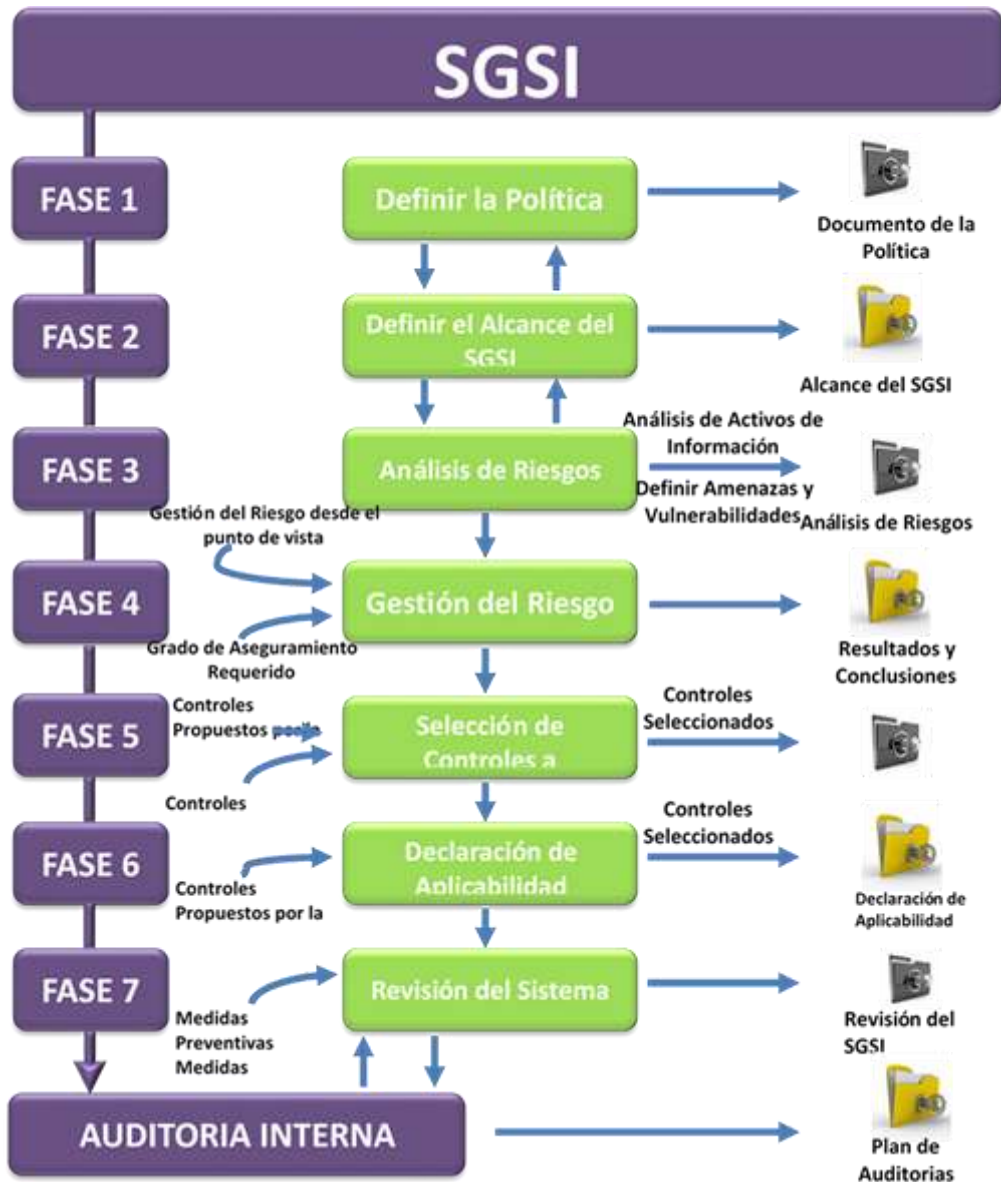 SGSI
FASE 1
Definir la Política
Documento de la
Política
FASE 2
Definir el Alcance del
SGSI
Alcance del SGSI
FASE 3
Análisis de Riesgos
Análisis de Activos de
Información
Definir Amenazas y
Vulnerabilidades
Análisis de Riesgos
Gestión del Riesgo desde el
punto de vista
FASE 4
Gestión del Riesgo
Grado de Aseguramiento
Requerido
Resultados y
Conclusiones
FASE 5
Controles
Propuestos
Controles
Selección de
Controles a
Controles
Seleccionados
FASE 6
Controles
Propuestos por la
Declaración de
Aplicabilidad
Controles
Seleccionados
Declaración de
Aplicabilidad
FASE 7
Medidas
Preventivas
Medidas
Revisión del Sistema
Revisión del
SGSI
AUDITORIA INTERNA
Plan de
Auditorias